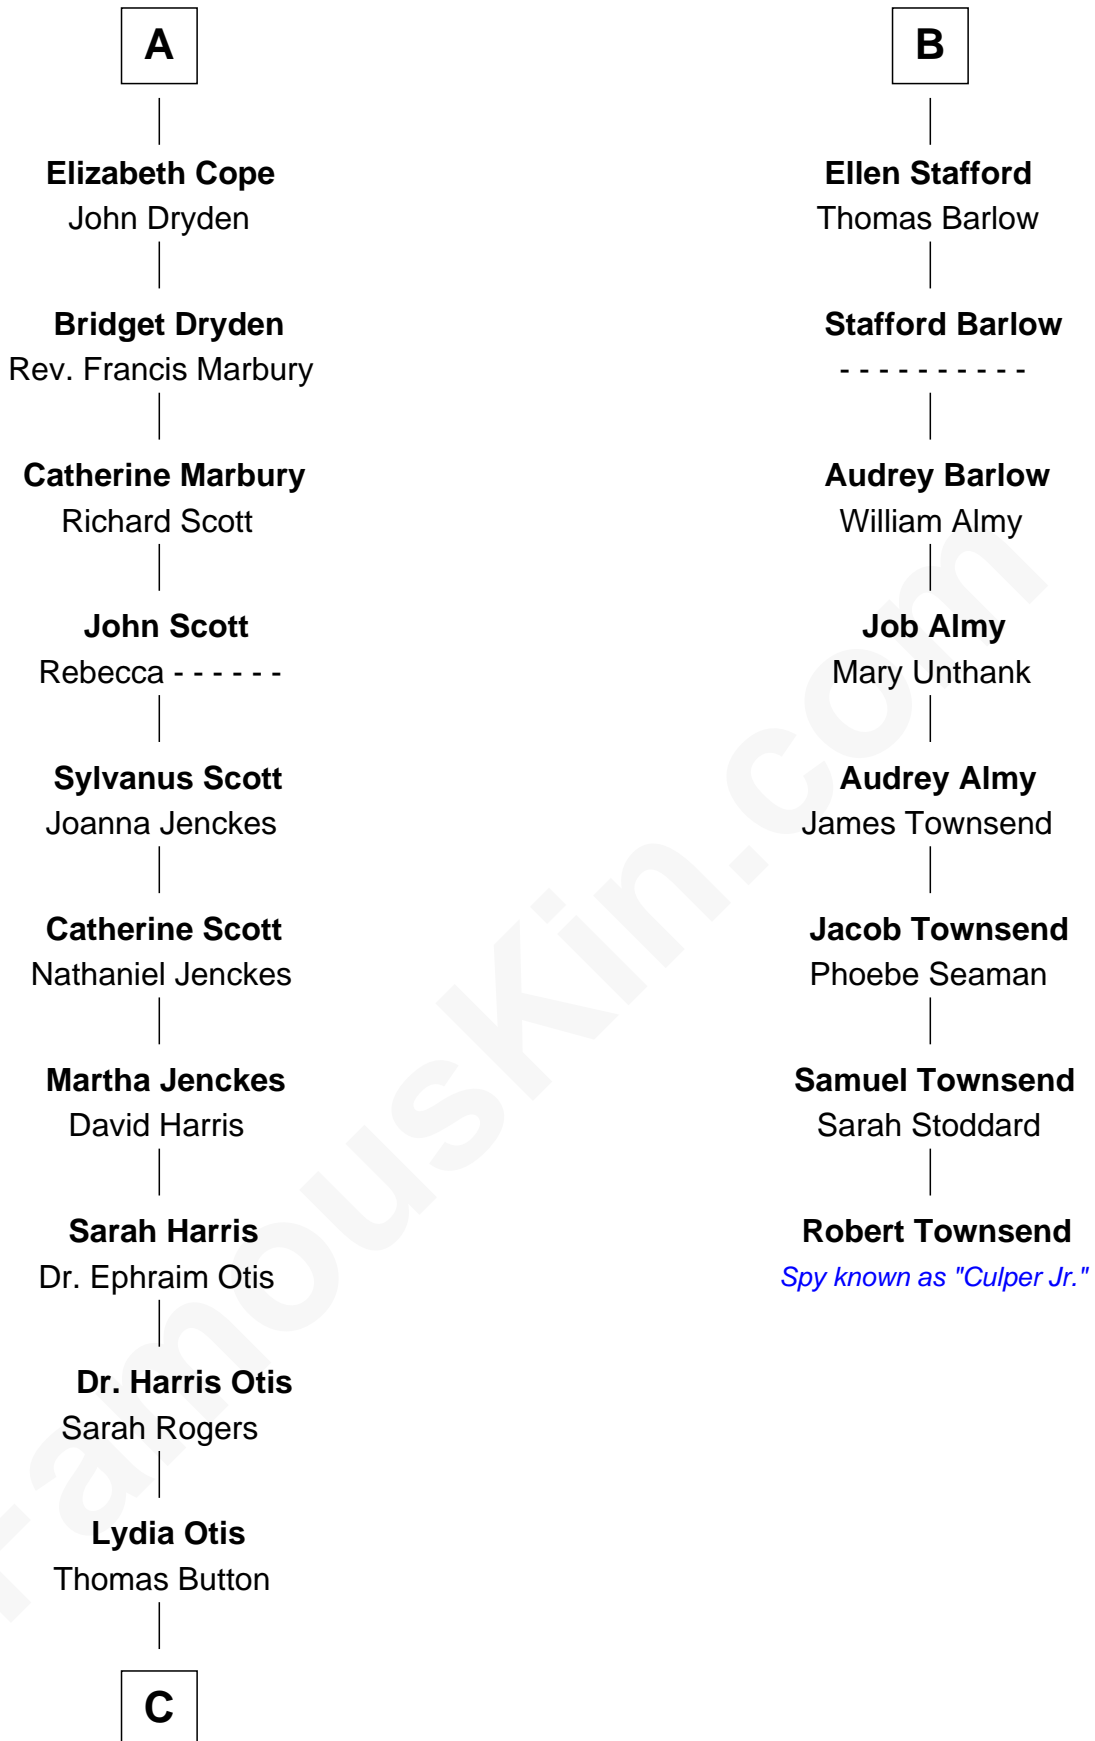 A
Elizabeth Cope
John Dryden
Bridget Dryden
Rev. Francis Marbury
Catherine Marbury
Richard Scott
John Scott
Rebecca - - - - - -
Sylvanus Scott
Joanna Jenckes
Catherine Scott
Nathaniel Jenckes
Martha Jenckes
David Harris
Sarah Harris
Dr. Ephraim Otis
Dr. Harris Otis
Sarah Rogers
Lydia Otis
Thomas Button
C
B
Ellen Stafford
Thomas Barlow
Stafford Barlow
- - - - - - - - - -
Audrey Barlow
William Almy
Job Almy
Mary Unthank
Audrey Almy
James Townsend
Jacob Townsend
Phoebe Seaman
Samuel Townsend
Sarah Stoddard
Robert Townsend
Spy known as "Culper Jr."
FamousKin.com